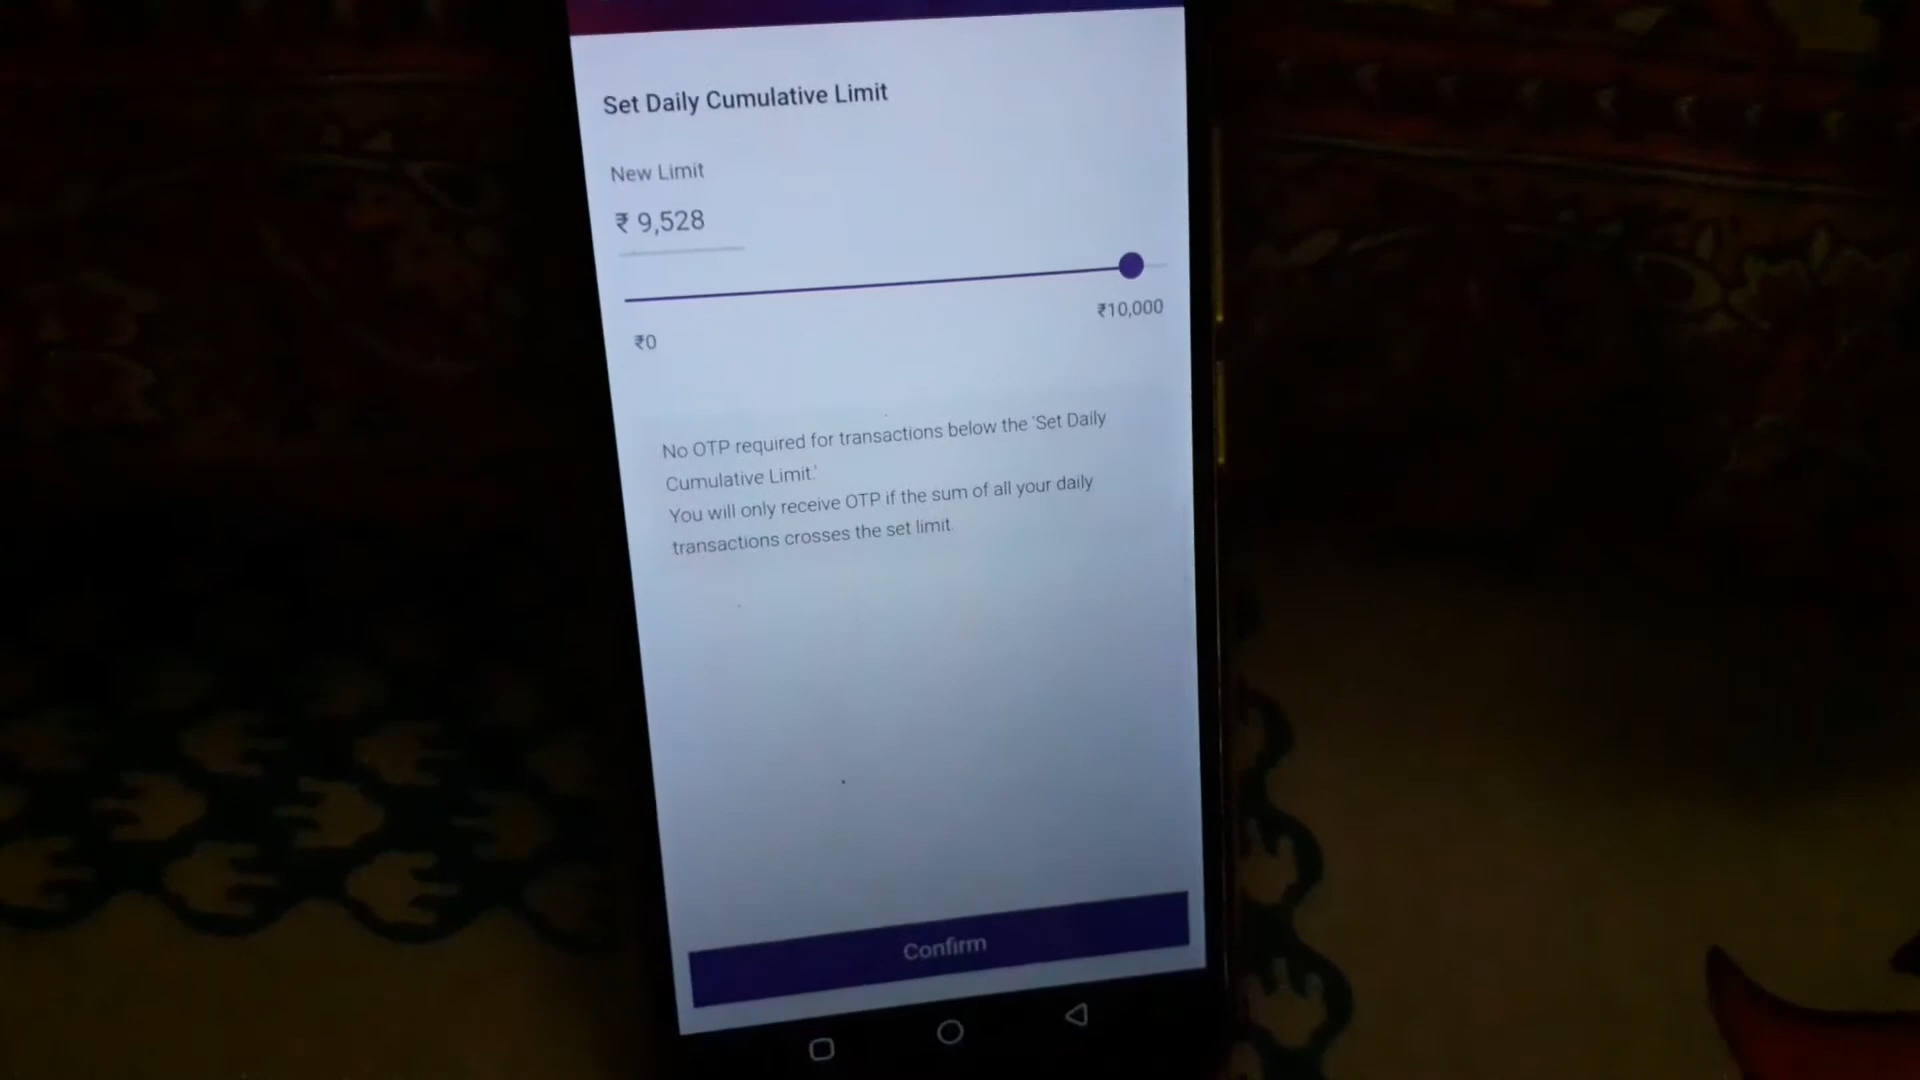 Set Daily Cumulative Limit
New Limit
₹ 9,528
₹10,000
₹0
No OTP required for transactions below the 'Set Daily
Cumulative Limit.'
You will only receive OTP if the sum of all your daily
transactions crosses the set limit.
Confirm